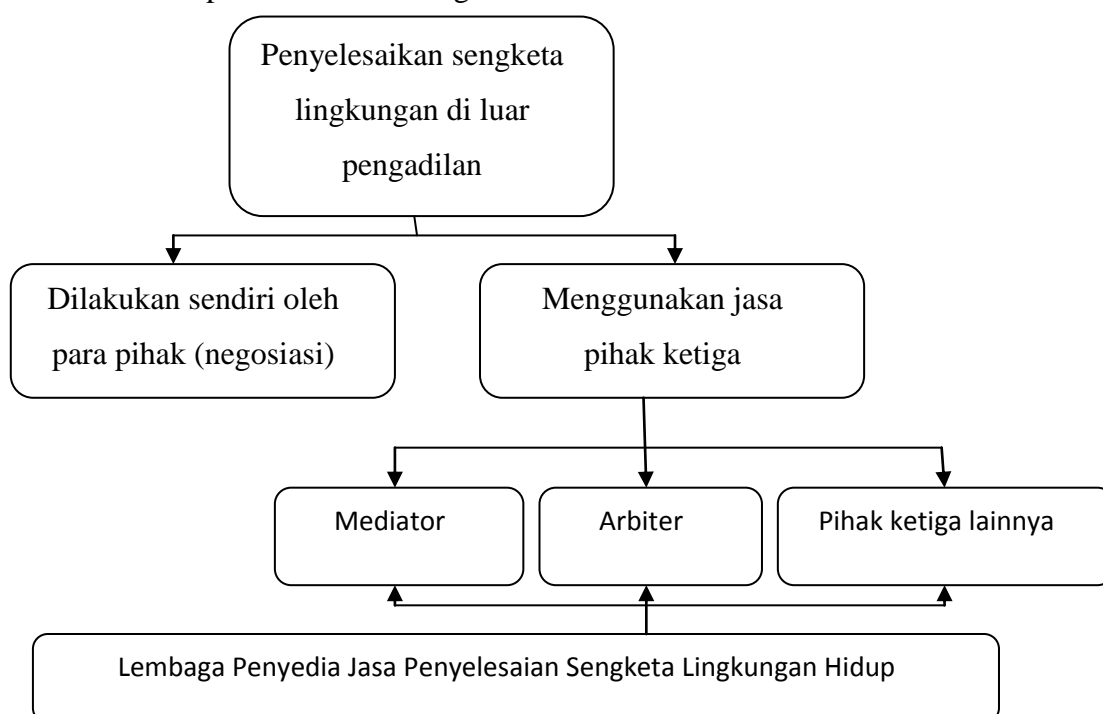 Penyelesaikan sengketa
lingkungan di luar
pengadilan
Dilakukan sendiri oleh
para pihak (negosiasi)
Menggunakan jasa
pihak ketiga
Mediator
Arbiter
Pihak ketiga lainnya
Lembaga Penyedia Jasa Penyelesaian Sengketa Lingkungan Hidup